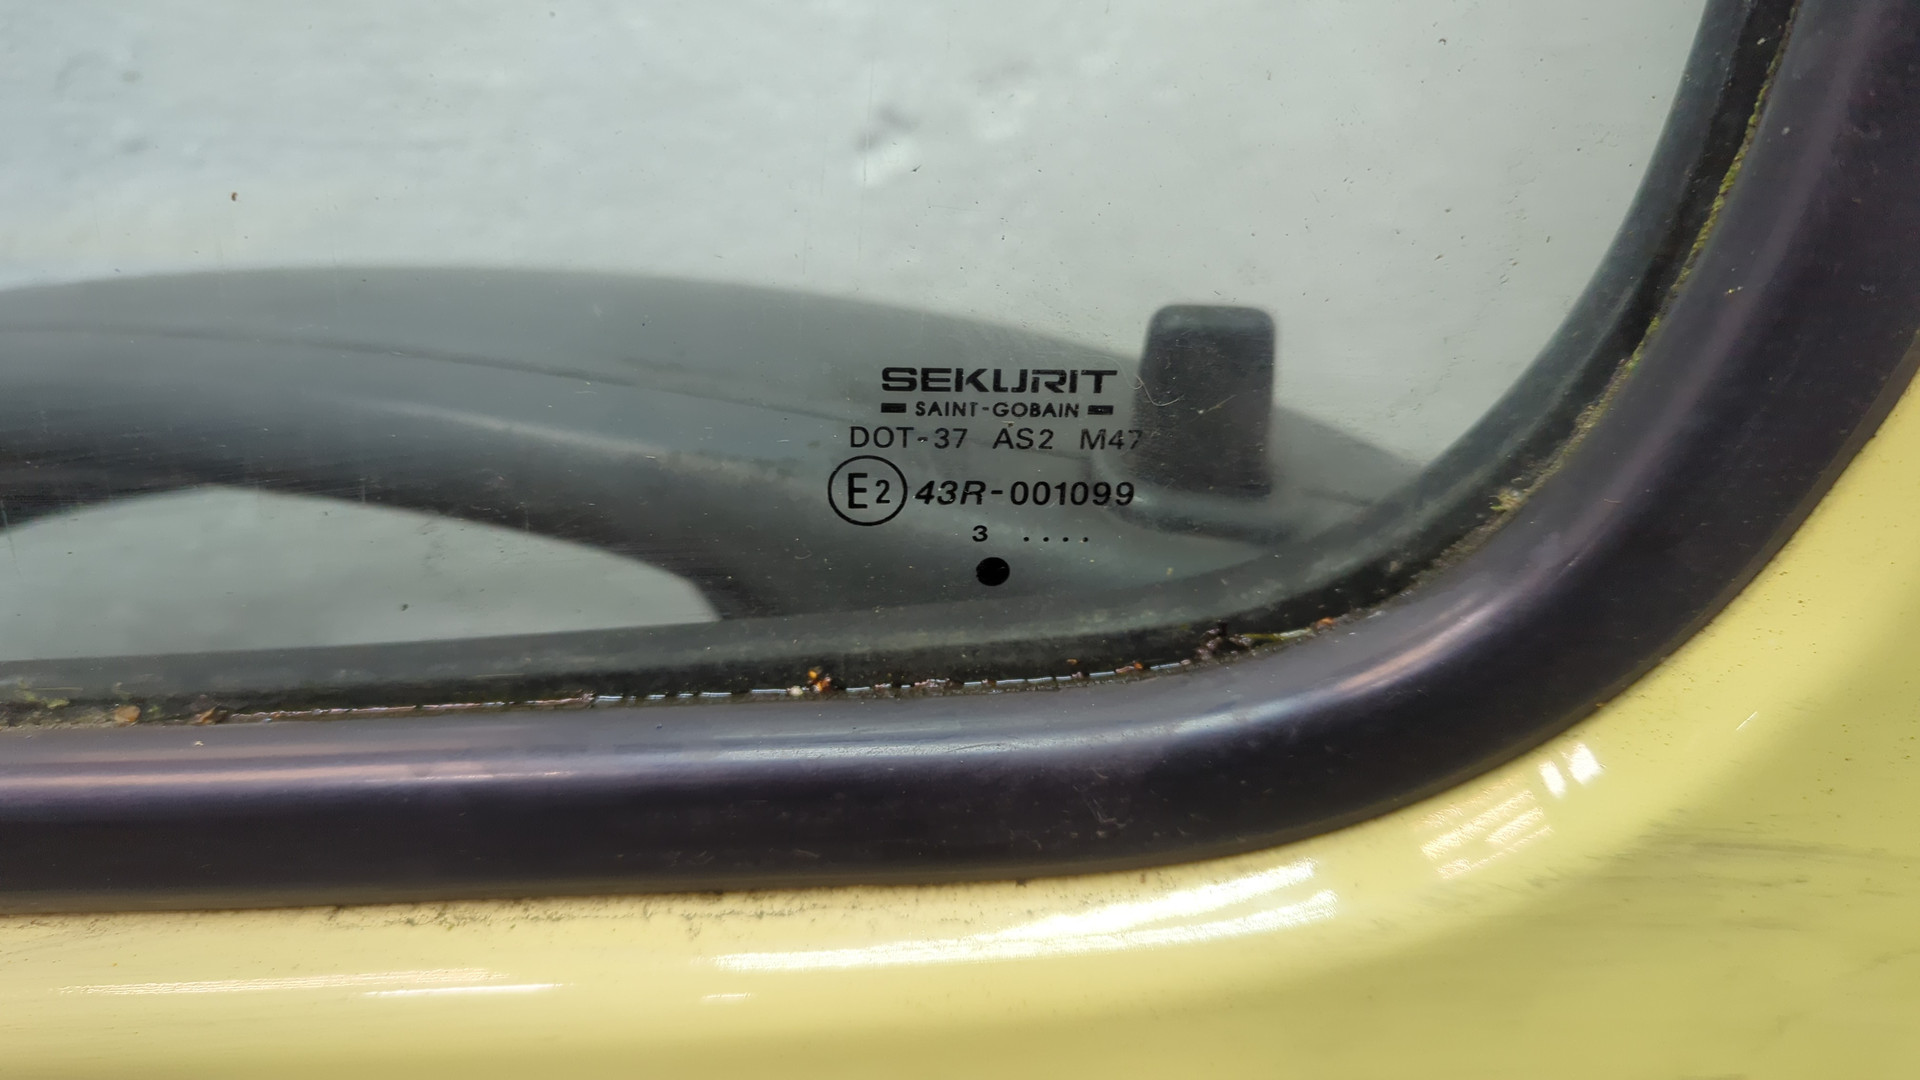 SEKURIT
SAINT-GOBAIN
DOT-37 AS2 M47
E2 43R-001099
3 ....